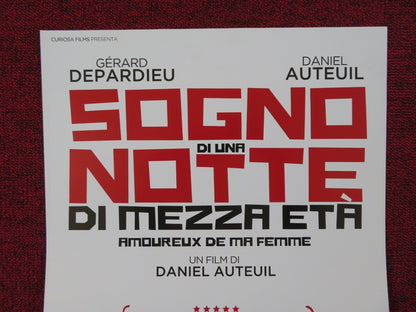 CURIOSA FILMS PRESENTA
GÉRARD DEPARDIEU
DANIEL AUTEUIL
SOGNO
DI UNA
NOTTE
DI MEZZA ETÀ
AMOUREUX DE MA FEMME
UN FILM DI
DANIEL AUTEUIL